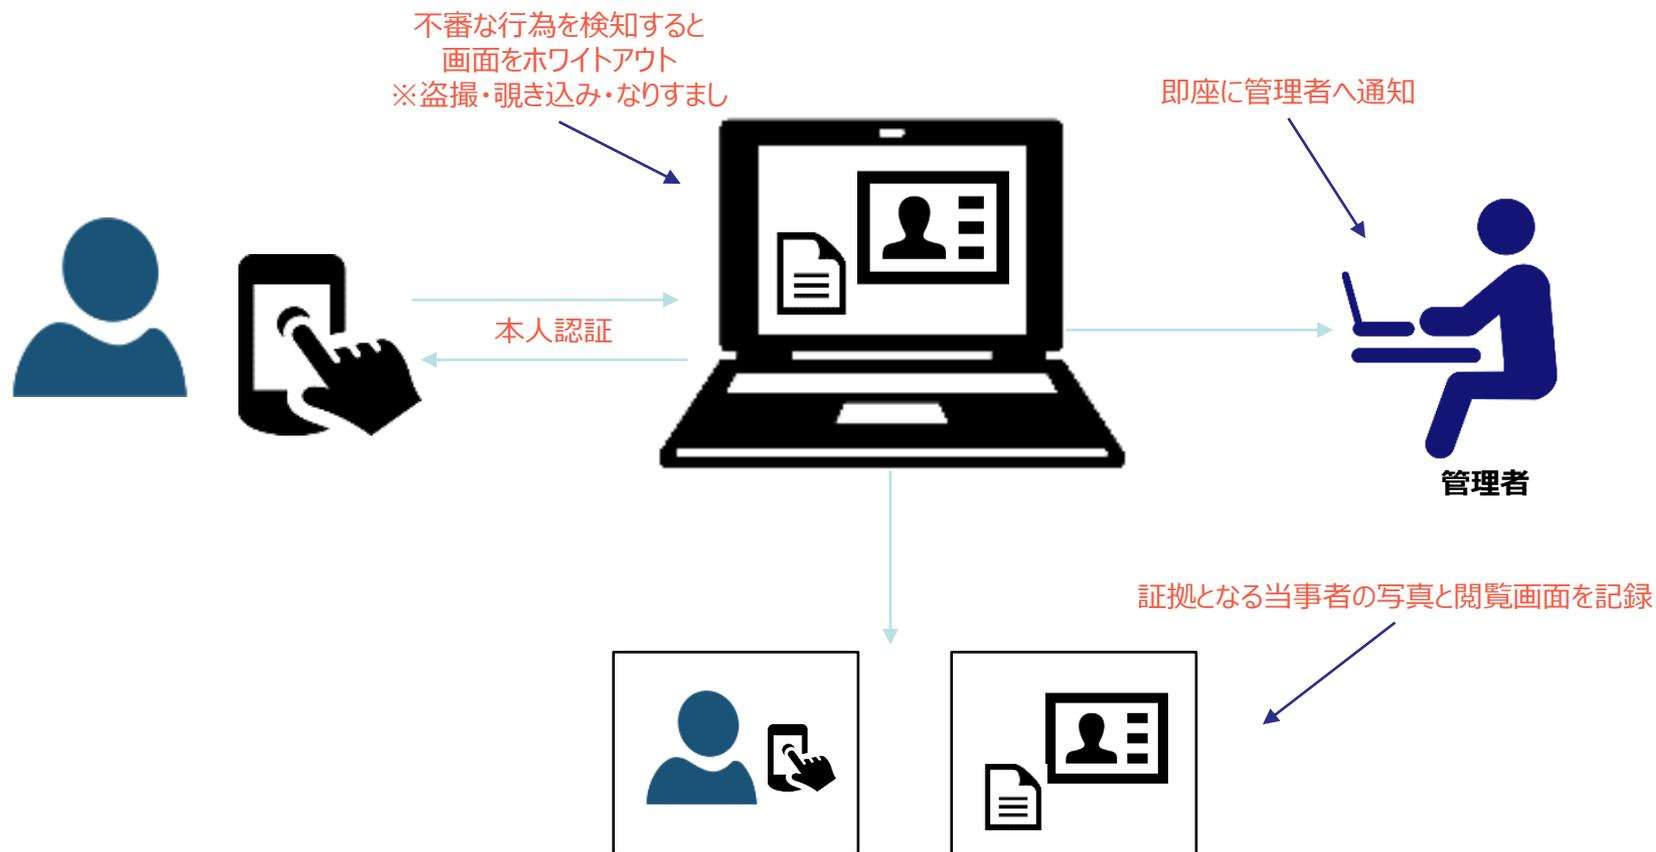 不審な行為を検知すると
画面をホワイトアウト
※盗撮・覗き込み・なりすまし
即座に管理者へ通知
本人認証
管理者
証拠となる当事者の写真と閲覧画面を記録